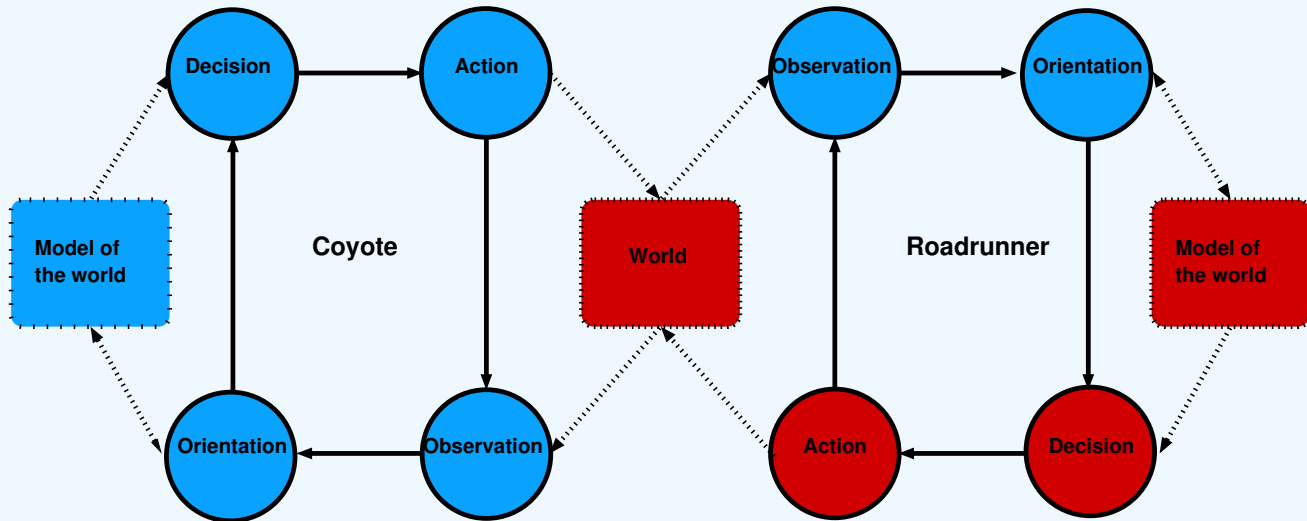 Decision
Action
Observation
Orientation
Model of
the world
Coyote
World
Roadrunner
Model of
the world
Orientation
Observation
Action
Decision